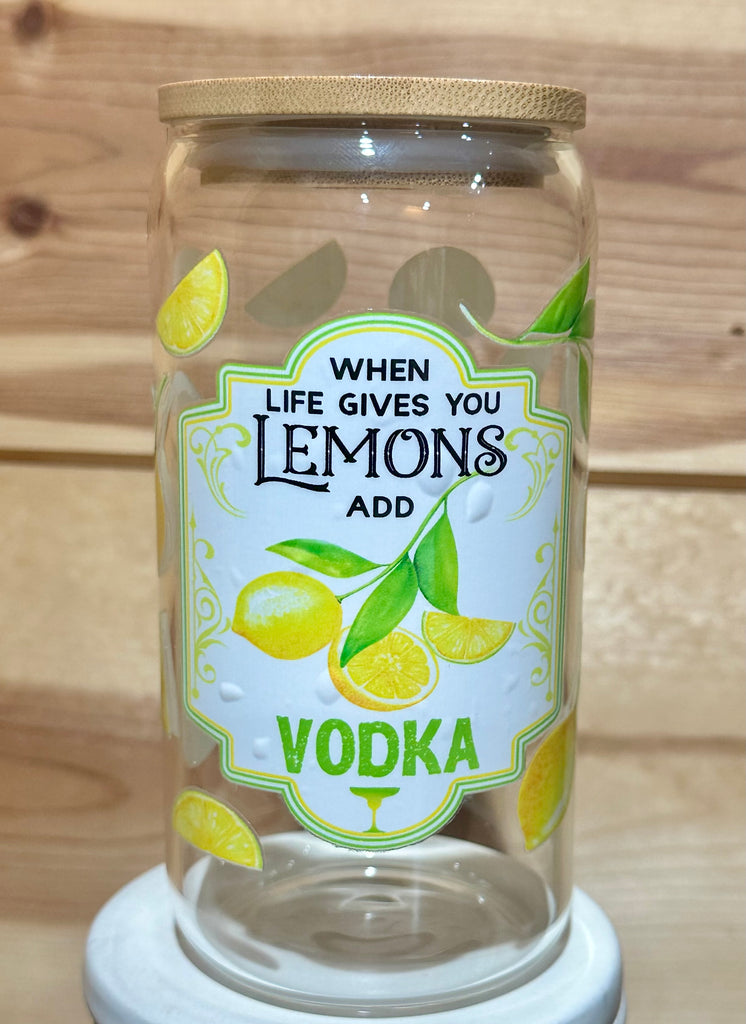 WHEN
LIFE GIVES YOU
LEMONS
ADD
VODKA